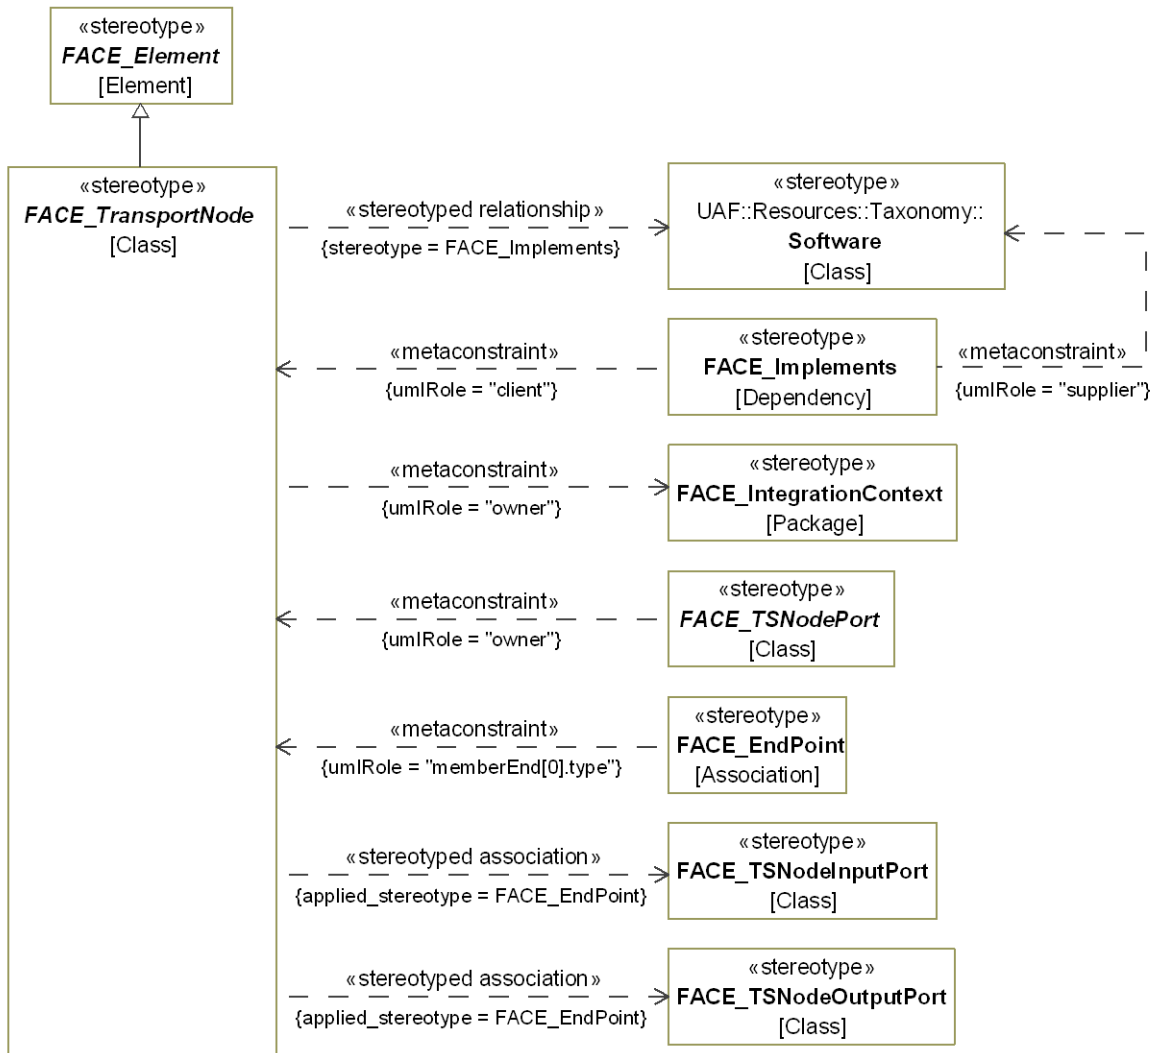 «stereotype»
FACE_Element
[Element]
«stereotype»
FACE_TransportNode
[Class]
«stereotyped relationship»
{stereotype = FACE_Implements}
«stereotype»
UAF::Resources::Taxonomy::
Software
[Class]
«metaconstraint»
{umlRole = "client"}
«stereotype»
FACE_Implements
[Dependency]
«metaconstraint»
{umlRole = "supplier"}
«metaconstraint»
{umlRole = "owner"}
«stereotype»
FACE_IntegrationContext
[Package]
«metaconstraint»
{umlRole = "owner"}
«stereotype»
FACE_TSNodePort
[Class]
«metaconstraint»
{umlRole = "memberEnd[0].type"}
«stereotype»
FACE_EndPoint
[Association]
«stereotyped association»
{applied_stereotype = FACE_EndPoint}
«stereotype»
FACE_TSNodeInputPort
[Class]
«stereotyped association»
{applied_stereotype = FACE_EndPoint}
«stereotype»
FACE_TSNodeOutputPort
[Class]